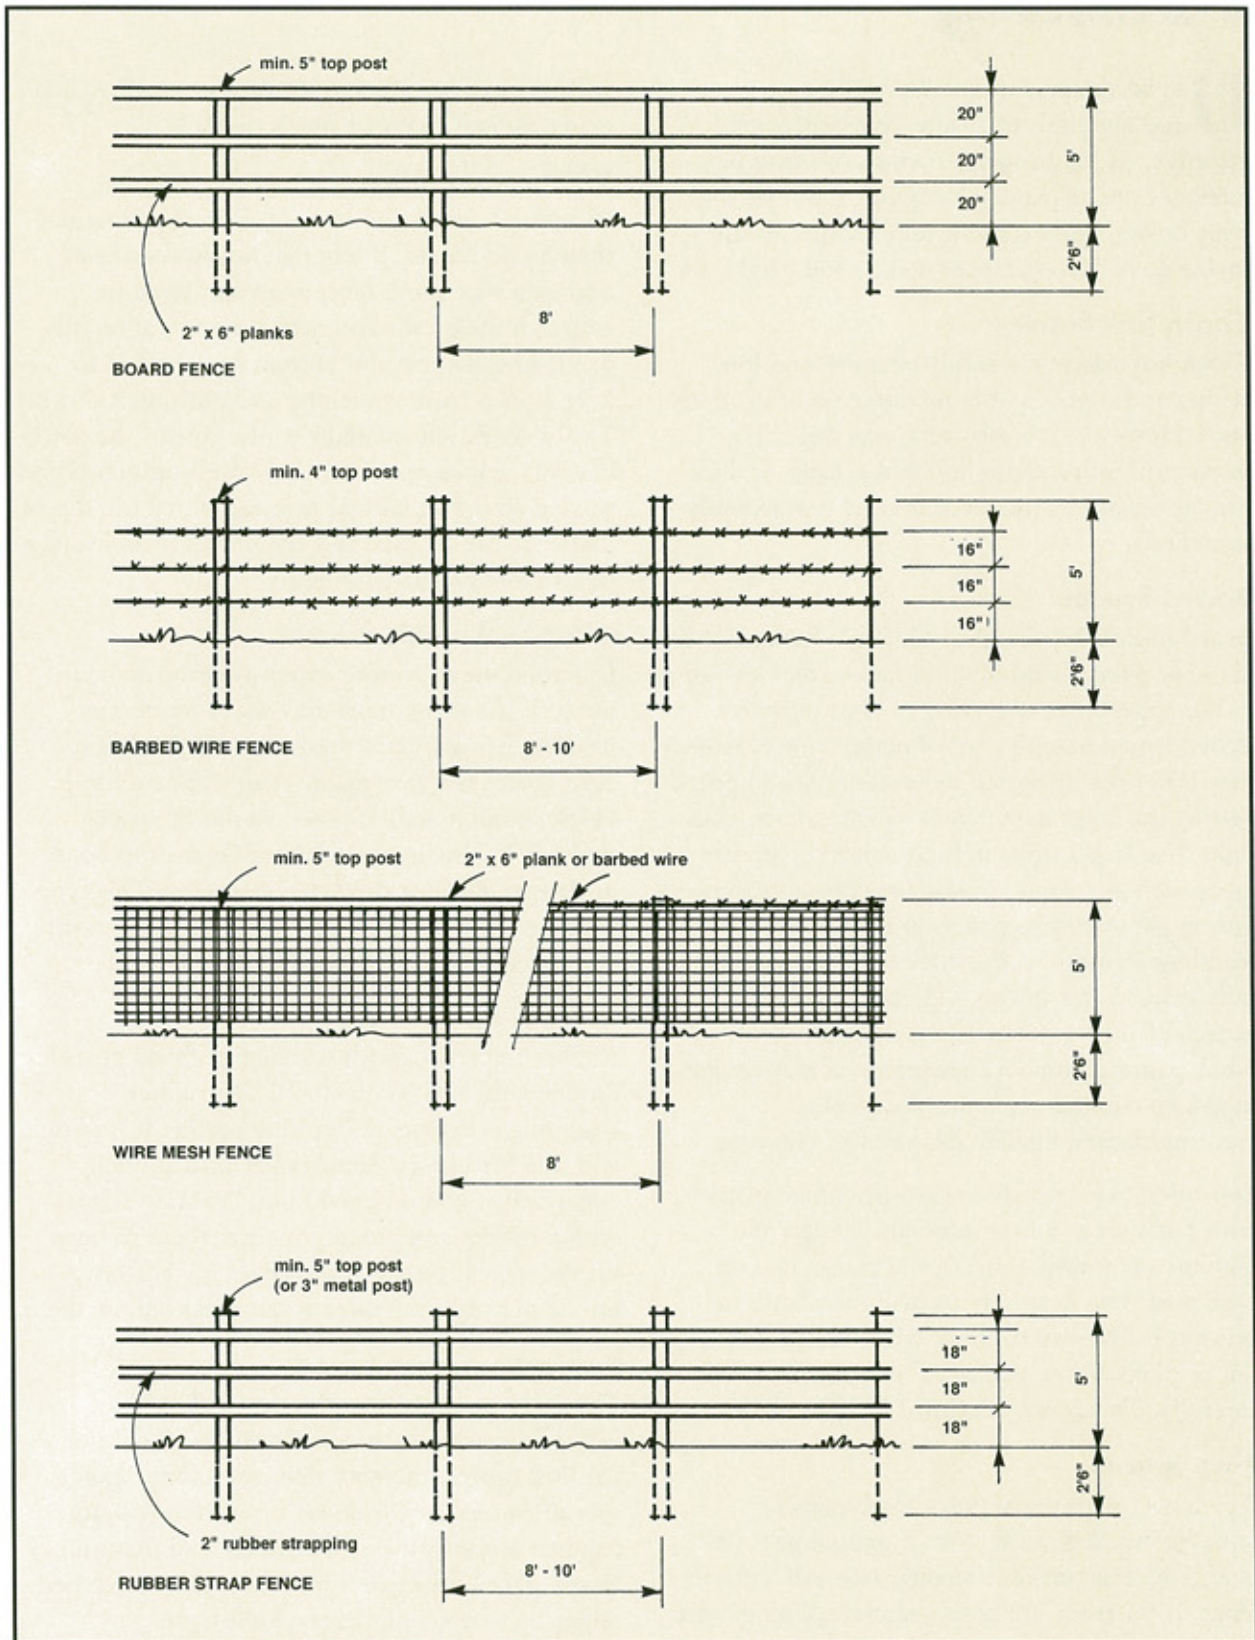 min. 5" top post
20"
20"
20"
5'
2'6"
8'
2" x 6" planks
BOARD FENCE
min. 4" top post
16"
16"
16"
5'
2'6"
8' - 10'
BARBED WIRE FENCE
min. 5" top post
2" x 6" plank or barbed wire
5'
2'6"
8'
WIRE MESH FENCE
min. 5" top post
(or 3" metal post)
18"
18"
18"
5'
2'6"
2" rubber strapping
8' - 10'
RUBBER STRAP FENCE